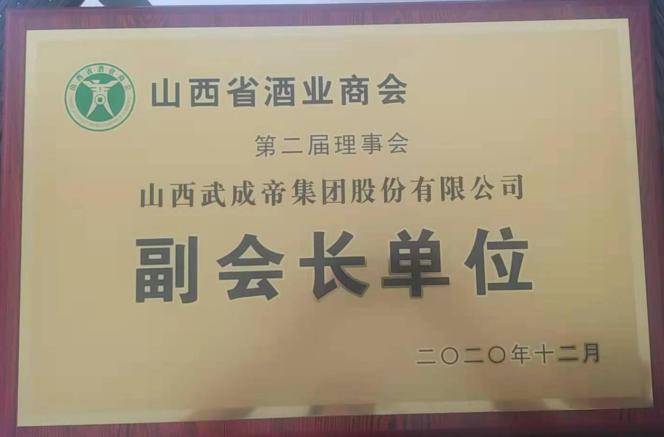 山西省酒业商会
第二届理事会
山西武成帝集团股份有限公司
副会长单位
二〇二〇年十二月